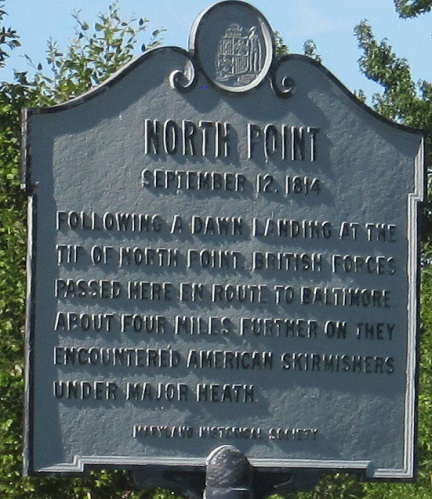 NORTH POINT
SEPTEMBER 12, 1814
FOLLOWING A DAWN LANDING AT THE
TIP OF NORTH POINT, BRITISH FORCES
PASSED HERE EN ROUTE TO BALTIMORE.
ABOUT FOUR MILES FURTHER ON THEY
ENCOUNTERED AMERICAN SKIRMISHERS
UNDER MAJOR HEATH.
MARYLAND HISTORICAL SOCIETY